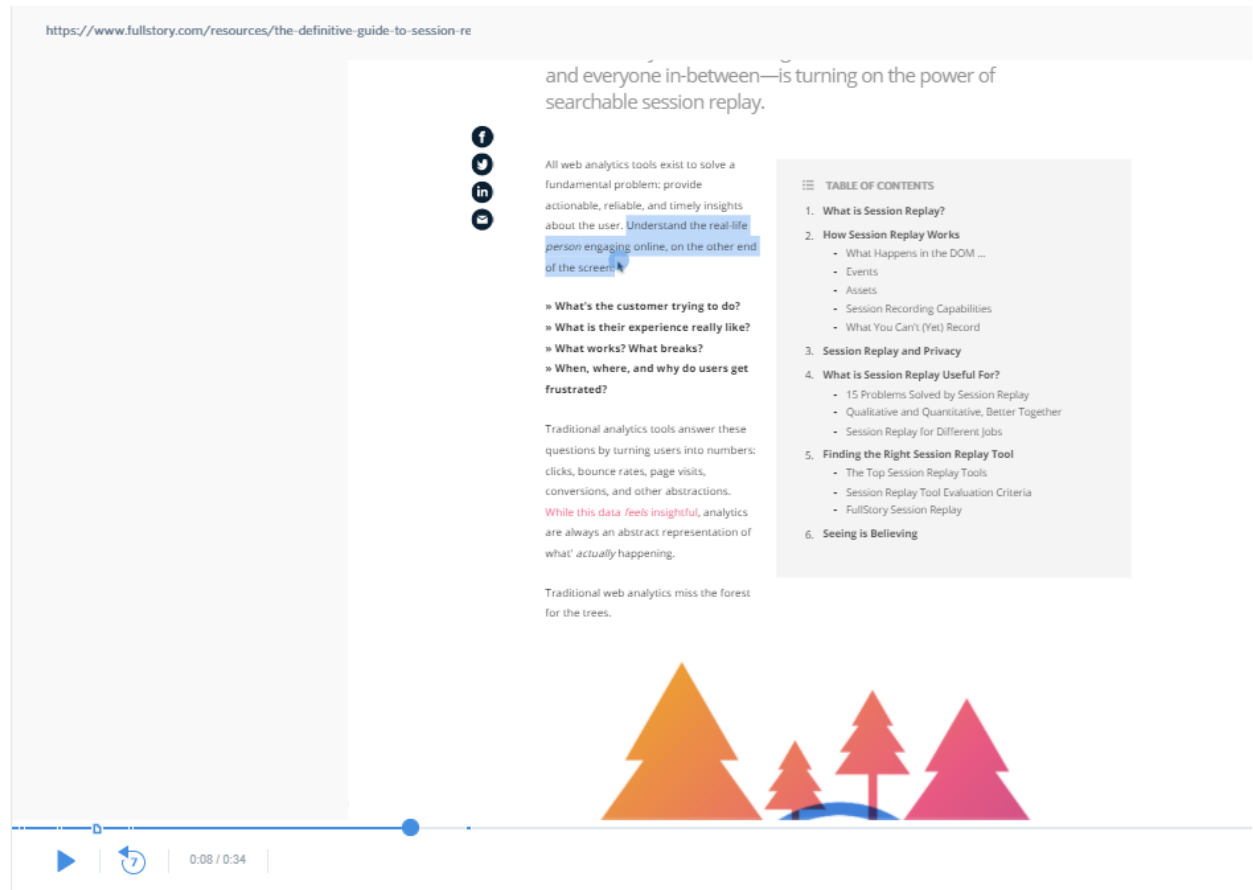 https://www.fullstory.com/resources/the-definitive-guide-to-session-re
and everyone in-between—is turning on the power of
searchable session replay.
All web analytics tools exist to solve a
fundamental problem: provide
actionable, reliable, and timely insights
about the user. Understand the real-life
person engaging online, on the other end
of the screen.
» What's the customer trying to do?
» What is their experience really like?
» What works? What breaks?
» When, where, and why do users get
frustrated?
Traditional analytics tools answer these
questions by turning users into numbers:
clicks, bounce rates, page visits,
conversions, and other abstractions.
While this data feels insightful, analytics
are always an abstract representation of
what' actually happening.
Traditional web analytics miss the forest
for the trees.
TABLE OF CONTENTS
1. What is Session Replay?
2. How Session Replay Works
- What Happens in the DOM ...
- Events
- Assets
- Session Recording Capabilities
- What You Can't (Yet) Record
3. Session Replay and Privacy
4. What is Session Replay Useful For?
- 15 Problems Solved by Session Replay
- Qualitative and Quantitative, Better Together
- Session Replay for Different Jobs
5. Finding the Right Session Replay Tool
- The Top Session Replay Tools
- Session Replay Tool Evaluation Criteria
- FullStory Session Replay
6. Seeing is Believing
7
0:08 / 0:34